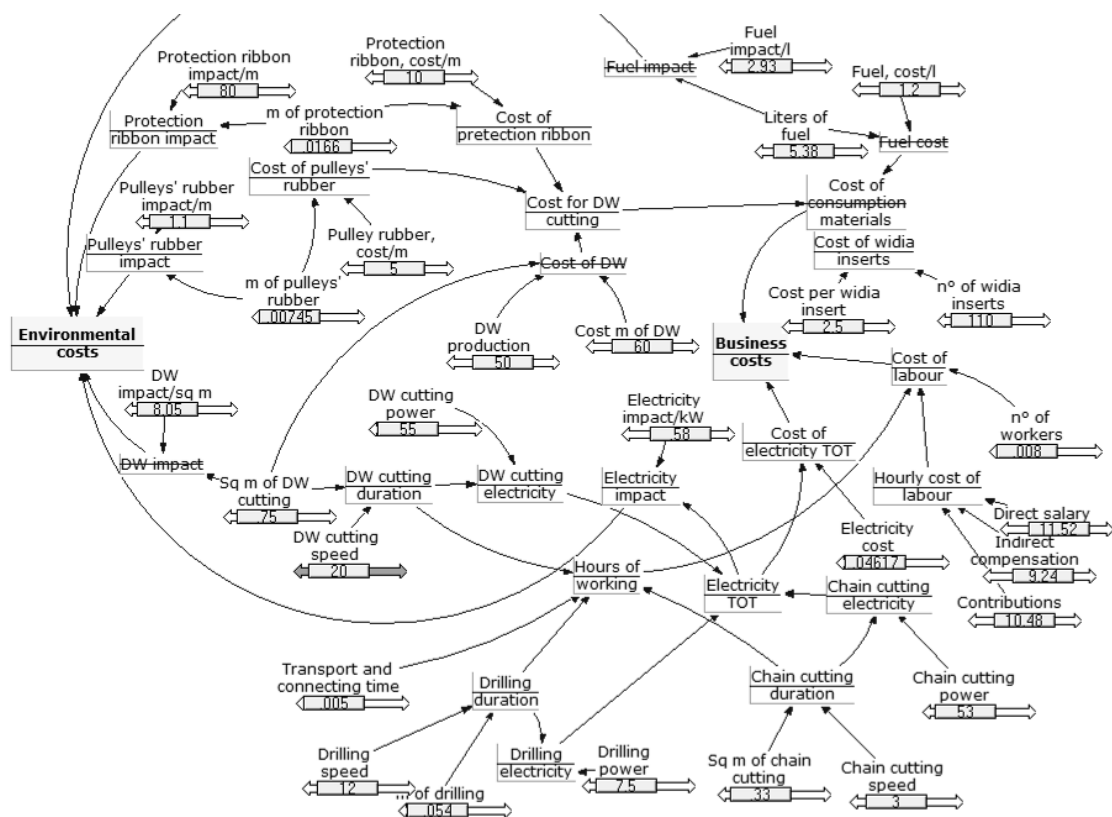 Protection ribbon
impact/m
80
Protection
ribbon, cost/m
10
Fuel
impact/l
2.93
Fuel impact
Fuel, cost/l
1.2
Protection
ribbon impact
m of protection
ribbon
.0166
Cost of
pretection ribbon
Liters of
fuel
5.38
Fuel cost
Cost of pulleys'
rubber
Pulleys' rubber
impact/m
1.1
Pulleys' rubber
impact
Pulley rubber,
cost/m
5
Cost for DW
cutting
Cost of
consumption
materials
Cost of widia
inserts
Cost of DW
m of pulleys'
rubber
.00745
Cost per widia
insert
2.5
nº of widia
inserts
110
Environmental
costs
DW
production
50
Cost m of DW
60
Business
costs
Cost of
labour
DW
impact/sq m
8.05
DW cutting
power
55
Electricity
impact/kW
.58
Cost of
electricity TOT
nº of
workers
.008
DW impact
Sq m of DW
cutting
.75
DW cutting
duration
DW cutting
electricity
Electricity
impact
Hourly cost of
labour
Direct salary
11.52
DW cutting
speed
20
Electricity
cost
.04617
Indirect
compensation
9.24
Hours of
working
Electricity
TOT
Chain cutting
electricity
Contributions
10.48
Transport and
connecting time
.005
Drilling
duration
Chain cutting
duration
Chain cutting
power
53
Drilling
speed
12
of drilling
.054
Drilling
electricity
Drilling
power
7.5
Sq m of chain
cutting
.33
Chain cutting
speed
3